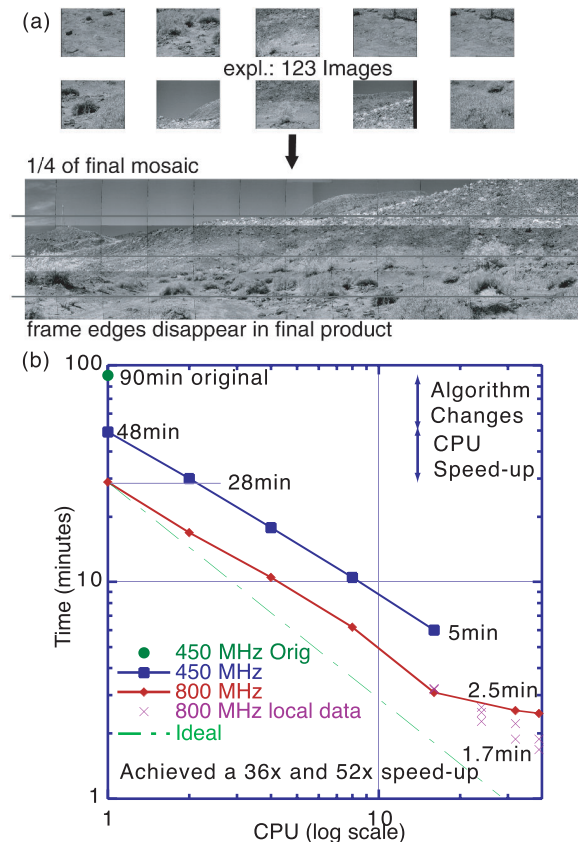 (a)
expl.: 123 Images
1/4 of final mosaic
frame edges disappear in final product
(b)
100
90min original
Algorithm
Changes
48min
CPU
Speed-up
28min
Time (minutes)
10
5min
450 MHz Orig
450 MHz
800 MHz
2.5min
800 MHz local data
Ideal
1.7min
Achieved a 36x and 52x speed-up
1
1
10
CPU (log scale)